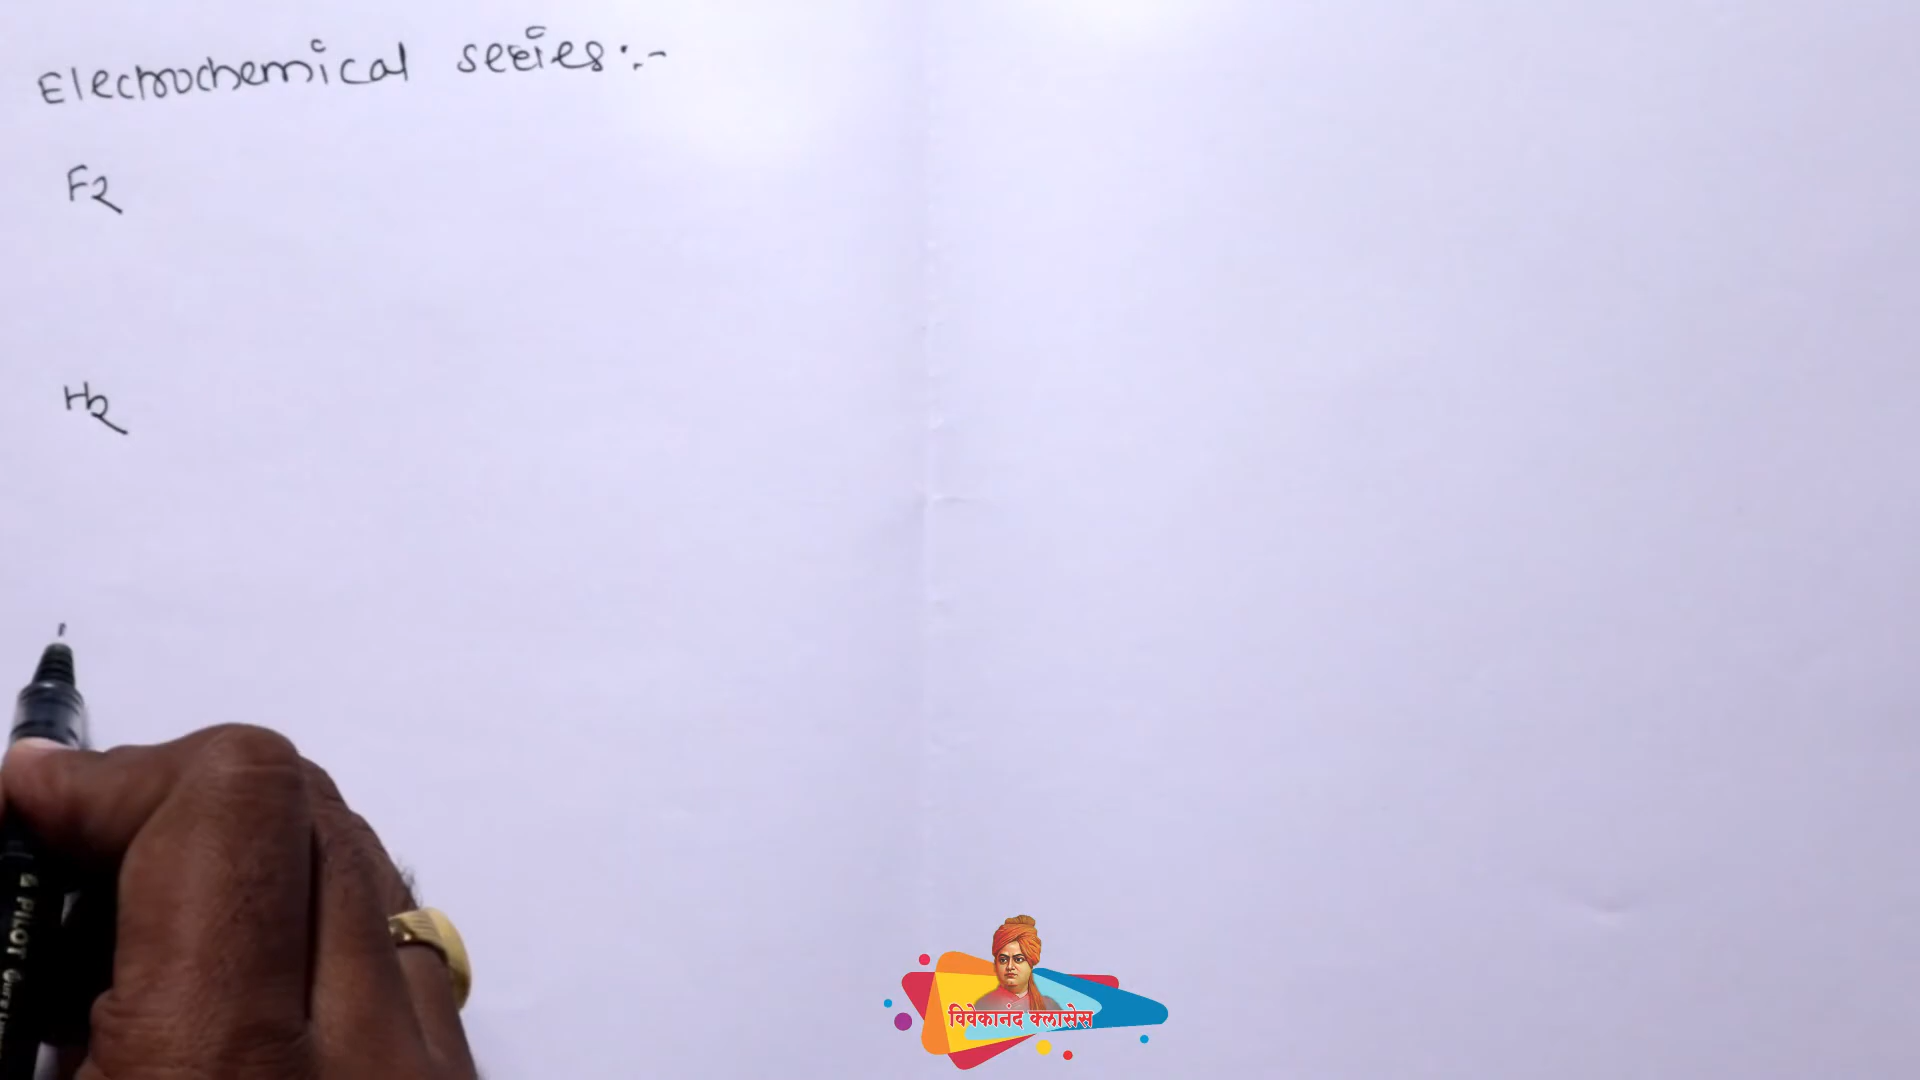 Electrochemical series:-
F2
H2
PILOT
विवेकानंद क्लासेस